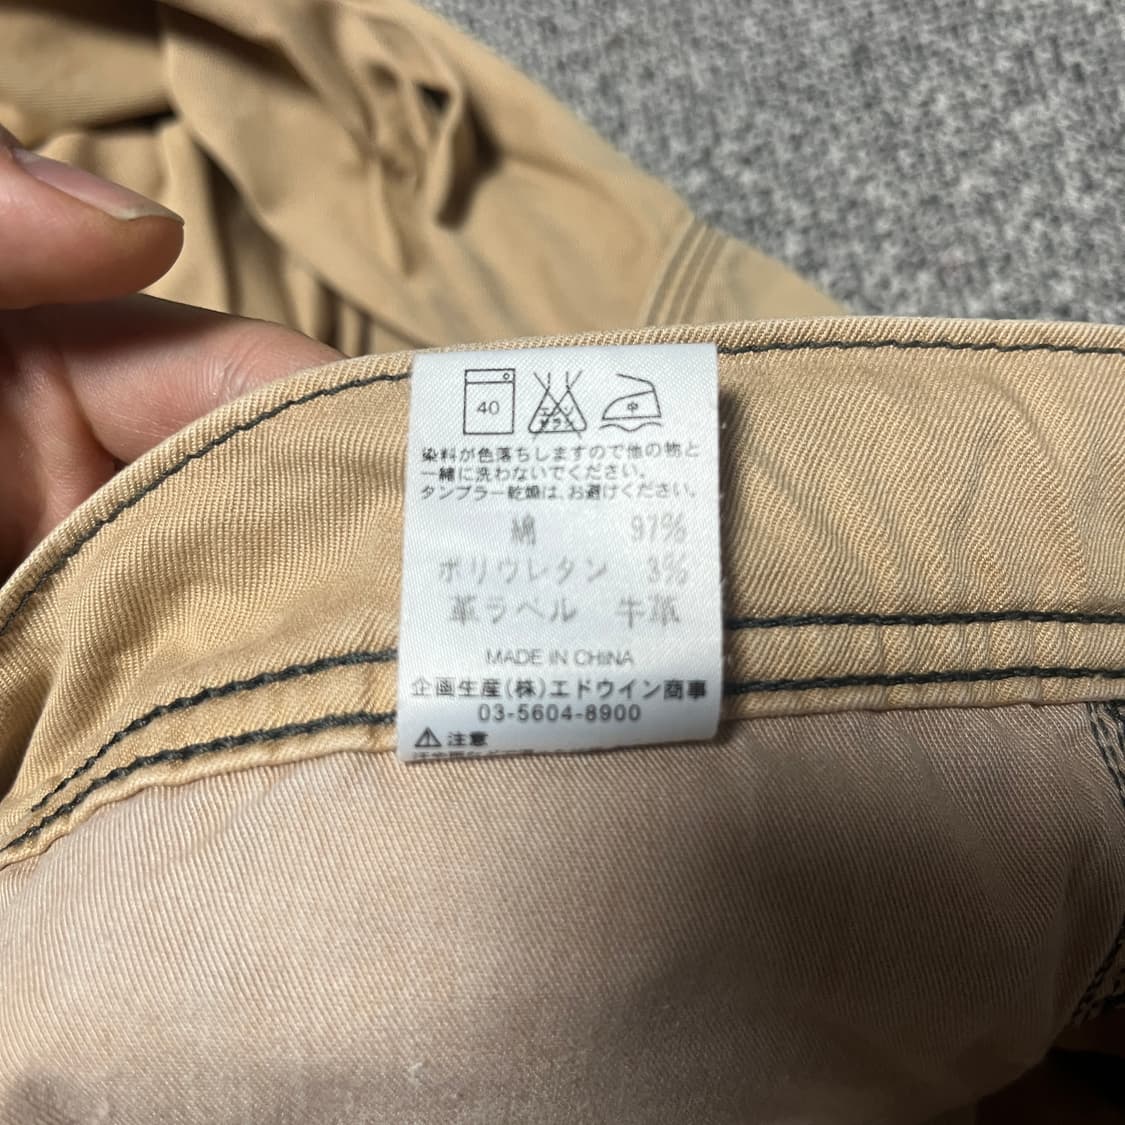 40
エンソ
サラシ
中
染料が色落ちしますので他の物と
一緒に洗わないでください。
タンブラー乾燥は、お避けください。
綿 97%
ポリウレタン 3%
革ラベル 牛革
MADE IN CHINA
企画生産(株)エドウイン商事
03-5604-8900
注意